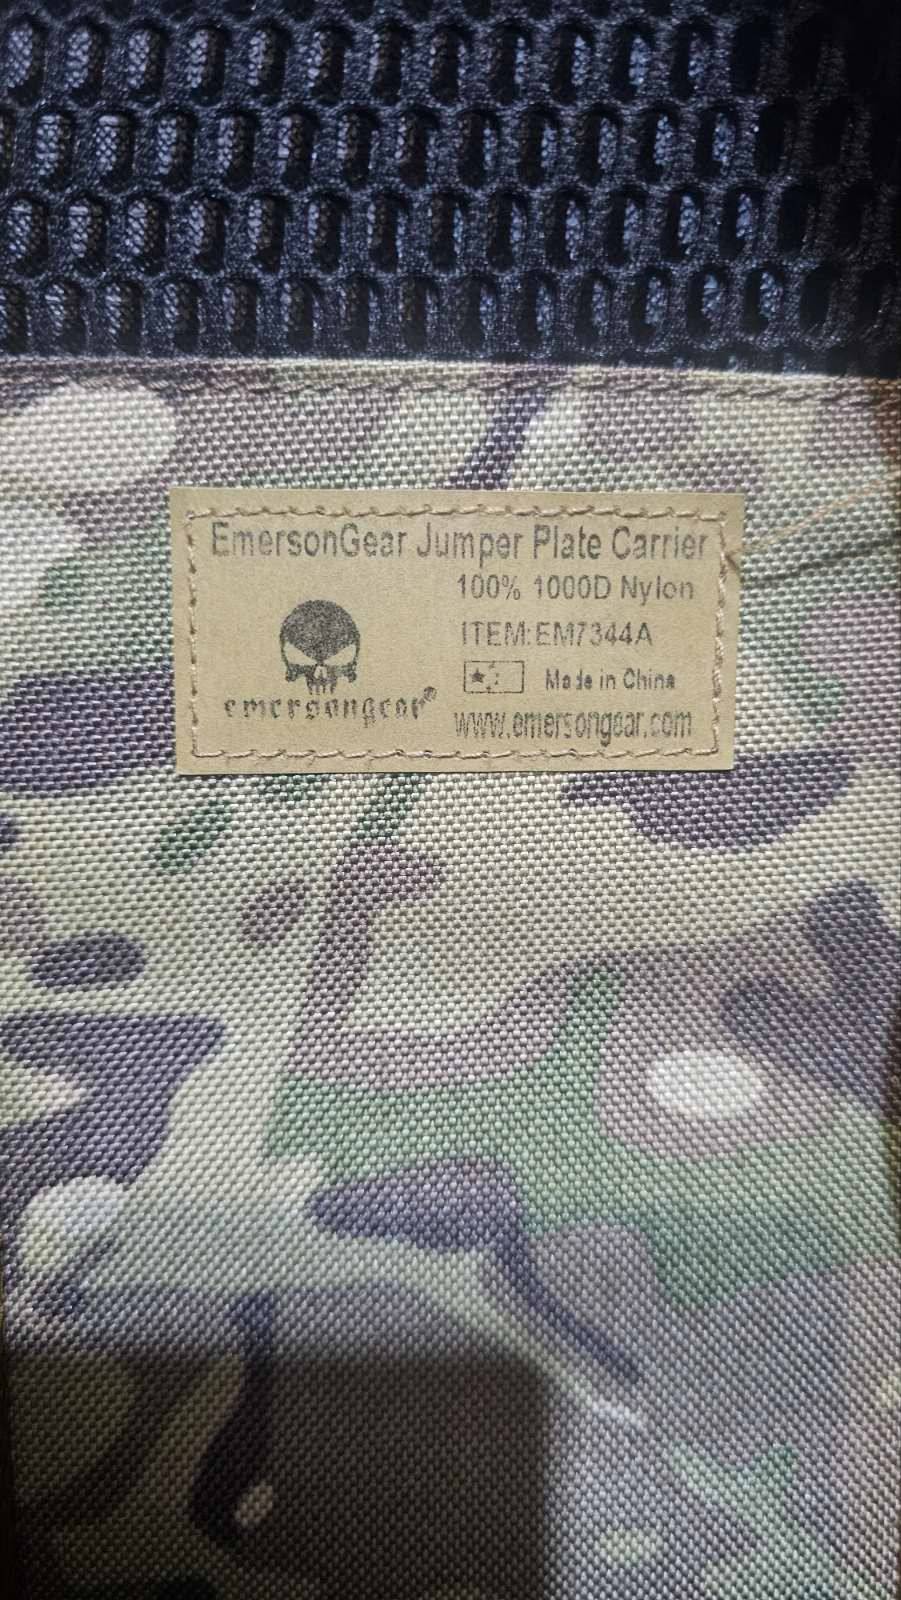 EmersonGear Jumper Plate Carrier
100% 1000D Nylon
ITEM:EM7344A
Made in China
emersongear®
www.emersongear.com